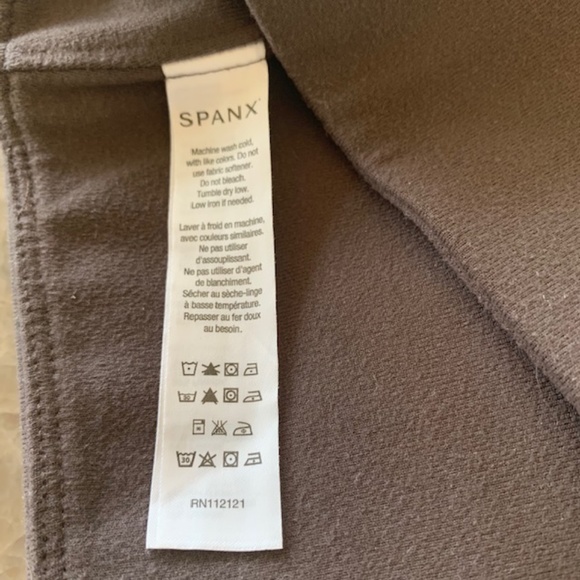 SPANX
Machine wash cold,
with like colors. Do not
use fabric softener.
Do not bleach.
Tumble dry low.
Low iron if needed.
Laver à froid en machine,
avec couleurs similaires.
Ne pas utiliser
d'assouplissant.
Ne pas utiliser d'agent
de blanchiment.
Sécher au sèche-linge
à basse température.
Repasser au fer doux
au besoin.
30
30
RN112121